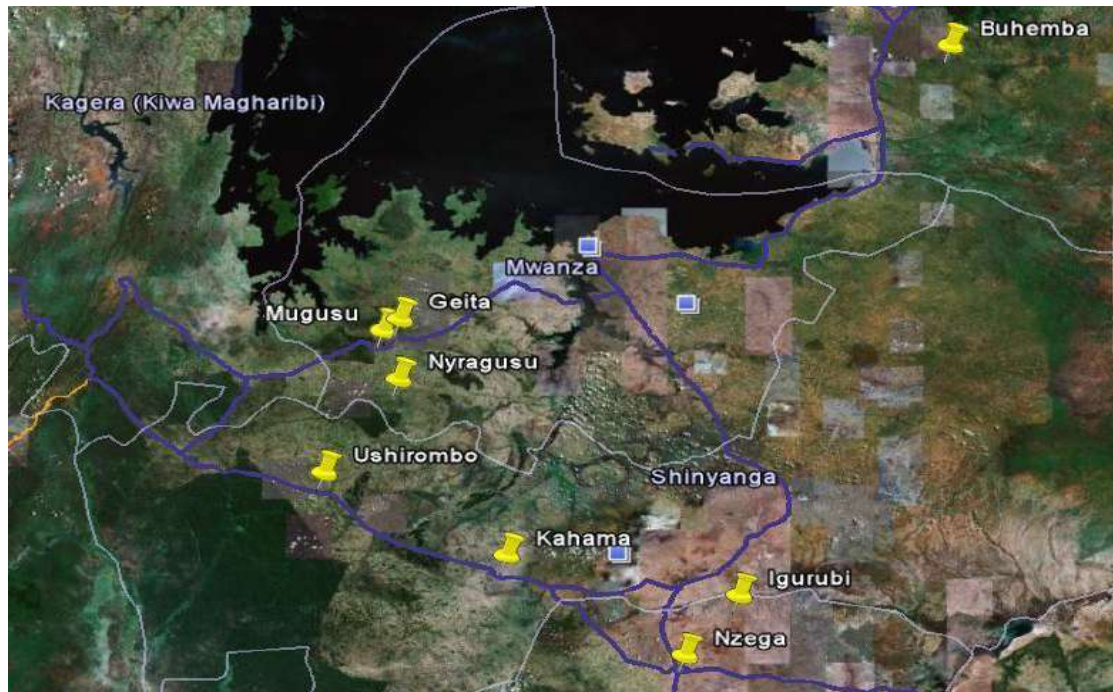 Buhemba
Kagera (Kiwa Magharibi)
Mwanza
Geita
Mugusu
Nyragusu
Ushirombo
Shinyanga
Kahama
Igurubi
Nzega